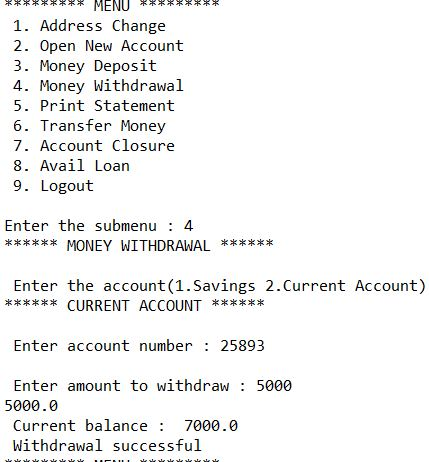 ********* MENU *********
1. Address Change
2. Open New Account
3. Money Deposit
4. Money Withdrawal
5. Print Statement
6. Transfer Money
7. Account Closure
8. Avail Loan
9. Logout
Enter the submenu : 4
****** MONEY WITHDRAWAL ******
Enter the account(1.Savings 2.Current Account)
****** CURRENT ACCOUNT ******
Enter account number : 25893
Enter amount to withdraw : 5000
5000.0
Current balance :  7000.0
Withdrawal successful
********* MENU *********